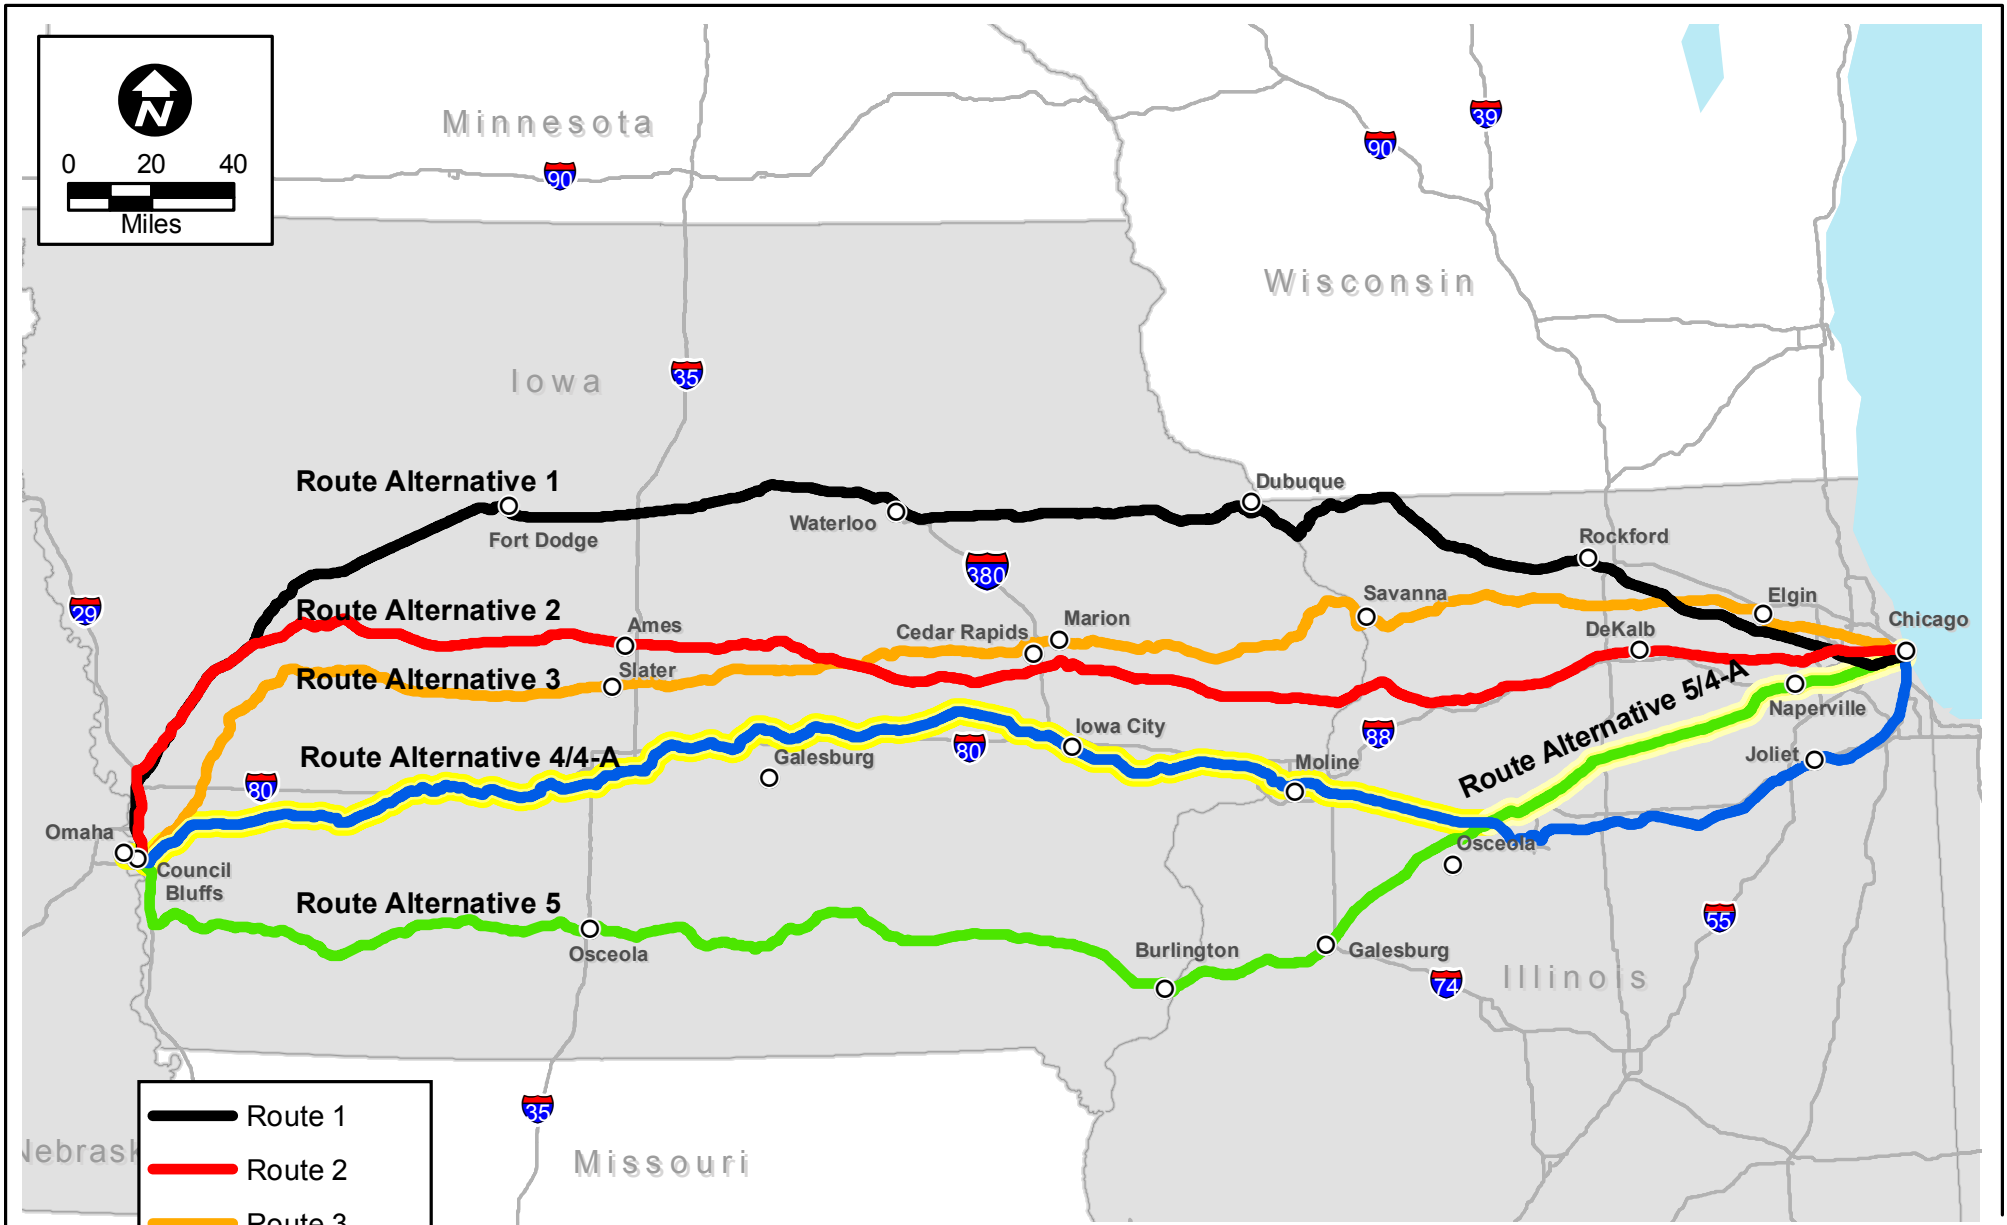 N
0 20 40
Miles
Minnesota
90
90
39
Wisconsin
Iowa
35
Route Alternative 1
Fort Dodge
Waterloo
Dubuque
Rockford
380
29
Route Alternative 2
Ames
Cedar Rapids
Marion
Savanna
Elgin
DeKalb
Chicago
Route Alternative 3
Slater
Route Alternative 5/4-A
Naperville
Route Alternative 4/4-A
Galesburg
80
Iowa City
88
Moline
Joliet
80
Omaha
Council
Bluffs
Osceola
Route Alternative 5
Osceola
Burlington
Galesburg
55
74
Illinois
35
Missouri
Nebrask
Route 1
Route 2
Route 3